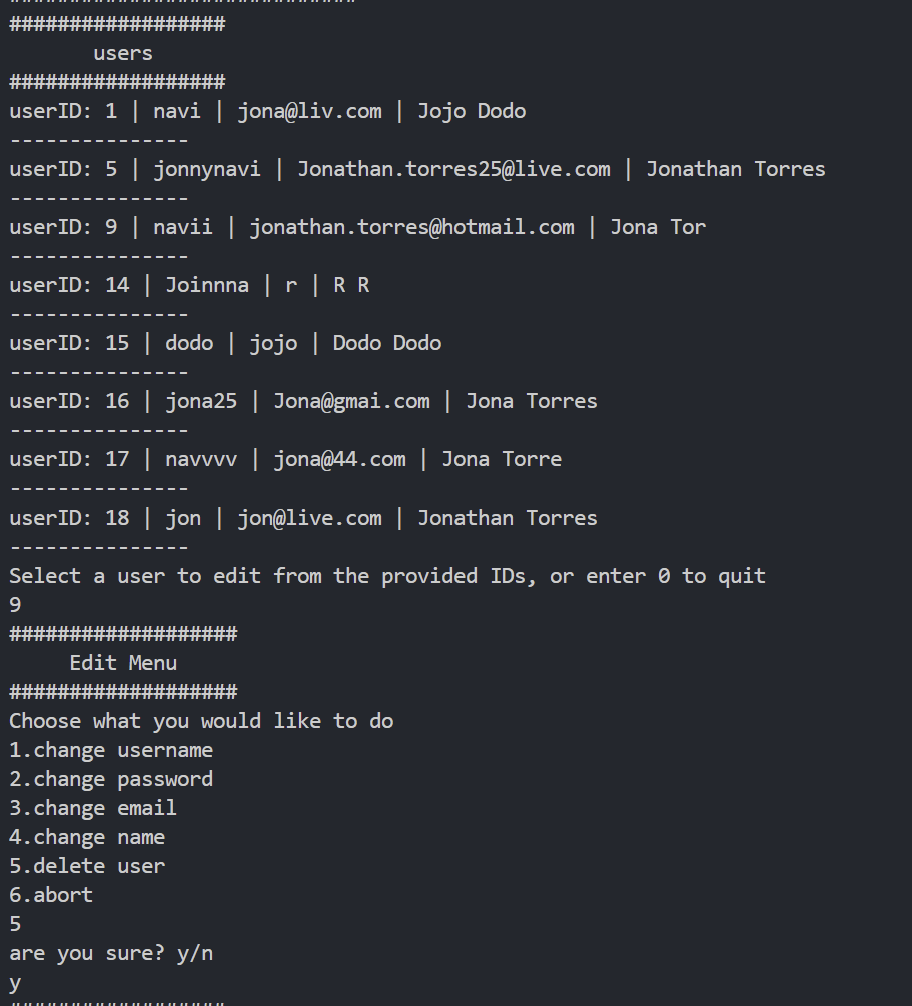 ##################
       users
##################
userID: 1 | navi | jona@liv.com | Jojo Dodo
---------------
userID: 5 | jonnynavi | Jonathan.torres25@live.com | Jonathan Torres
---------------
userID: 9 | navii | jonathan.torres@hotmail.com | Jona Tor
---------------
userID: 14 | Joinnna | r | R R
---------------
userID: 15 | dodo | jojo | Dodo Dodo
---------------
userID: 16 | jona25 | Jona@gmai.com | Jona Torres
---------------
userID: 17 | navvvv | jona@44.com | Jona Torre
---------------
userID: 18 | jon | jon@live.com | Jonathan Torres
---------------
Select a user to edit from the provided IDs, or enter 0 to quit
9
###################
     Edit Menu
###################
Choose what you would like to do
1.change username
2.change password
3.change email
4.change name
5.delete user
6.abort
5
are you sure? y/n
y